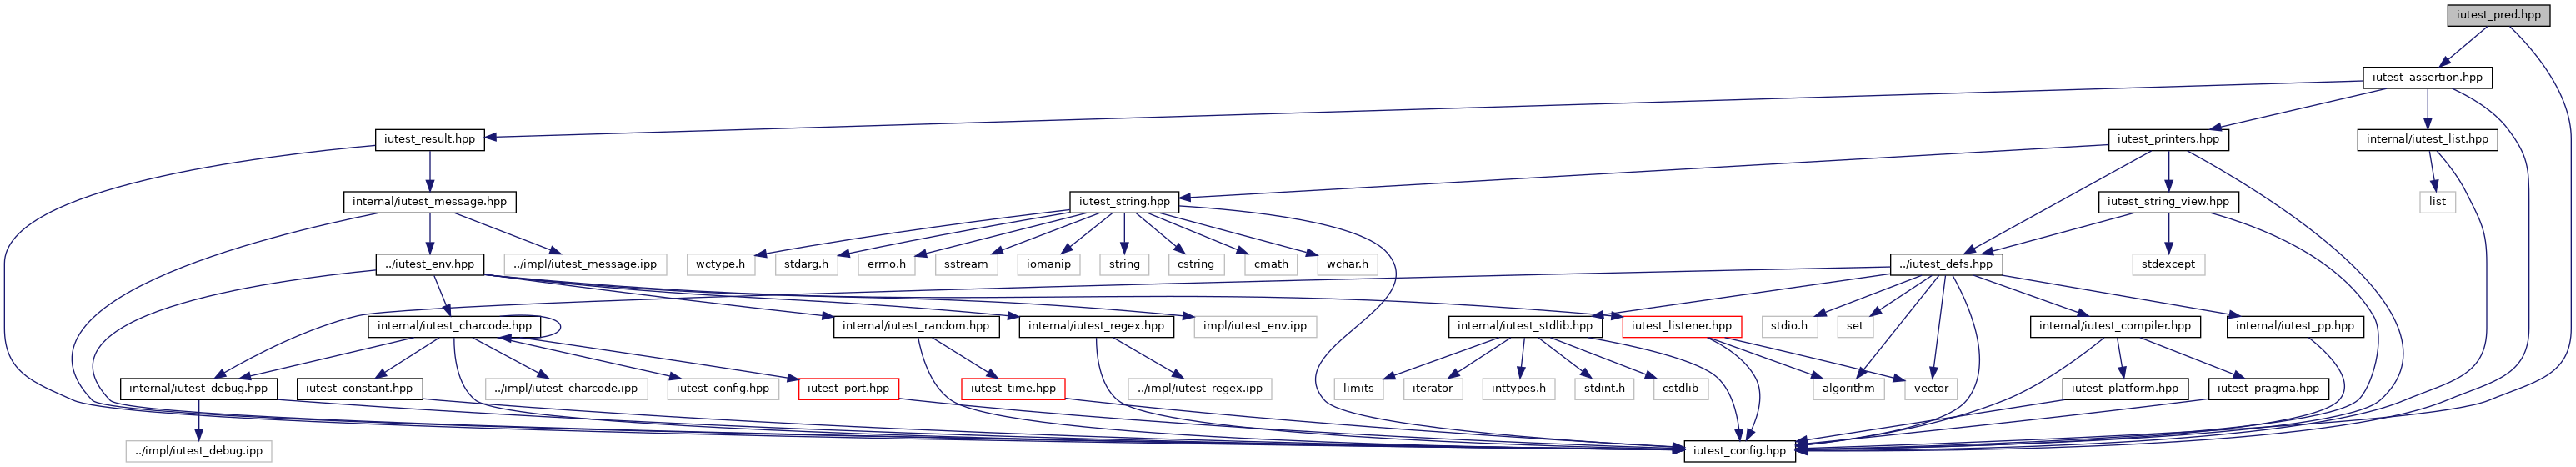 iutest_pred.hpp
iutest_assertion.hpp
iutest_result.hpp
iutest_printers.hpp
internal/iutest_list.hpp
internal/iutest_message.hpp
iutest_string.hpp
iutest_string_view.hpp
list
../iutest_env.hpp
../impl/iutest_message.ipp
wctype.h
stdarg.h
errno.h
sstream
iomanip
string
cstring
cmath
wchar.h
../iutest_defs.hpp
stdexcept
internal/iutest_charcode.hpp
internal/iutest_random.hpp
internal/iutest_regex.hpp
impl/iutest_env.ipp
internal/iutest_stdlib.hpp
iutest_listener.hpp
stdio.h
set
internal/iutest_compiler.hpp
internal/iutest_pp.hpp
internal/iutest_debug.hpp
iutest_constant.hpp
../impl/iutest_charcode.ipp
iutest_config.hpp
iutest_port.hpp
iutest_time.hpp
../impl/iutest_regex.ipp
limits
iterator
inttypes.h
stdint.h
cstdlib
algorithm
vector
iutest_platform.hpp
iutest_pragma.hpp
../impl/iutest_debug.ipp
iutest_config.hpp